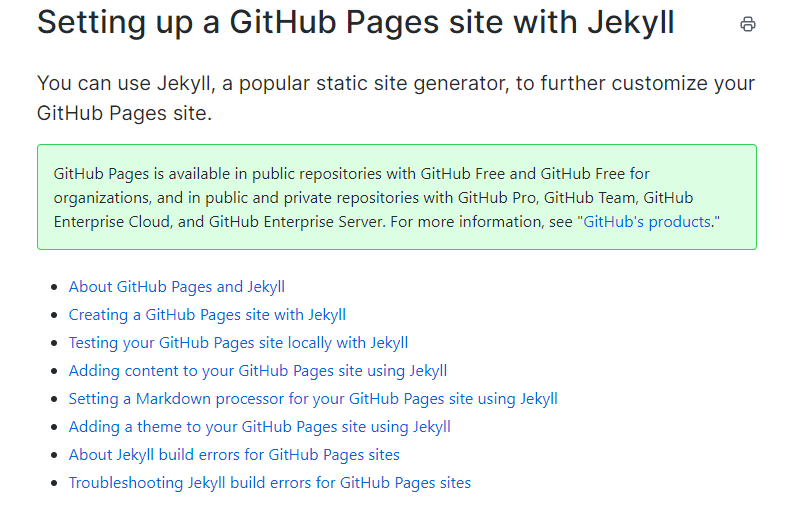 Setting up a GitHub Pages site with Jekyll
You can use Jekyll, a popular static site generator, to further customize your
GitHub Pages site.
GitHub Pages is available in public repositories with GitHub Free and GitHub Free for
organizations, and in public and private repositories with GitHub Pro, GitHub Team, GitHub
Enterprise Cloud, and GitHub Enterprise Server. For more information, see "GitHub's products."
About GitHub Pages and Jekyll
Creating a GitHub Pages site with Jekyll
Testing your GitHub Pages site locally with Jekyll
Adding content to your GitHub Pages site using Jekyll
Setting a Markdown processor for your GitHub Pages site using Jekyll
Adding a theme to your GitHub Pages site using Jekyll
About Jekyll build errors for GitHub Pages sites
Troubleshooting Jekyll build errors for GitHub Pages sites